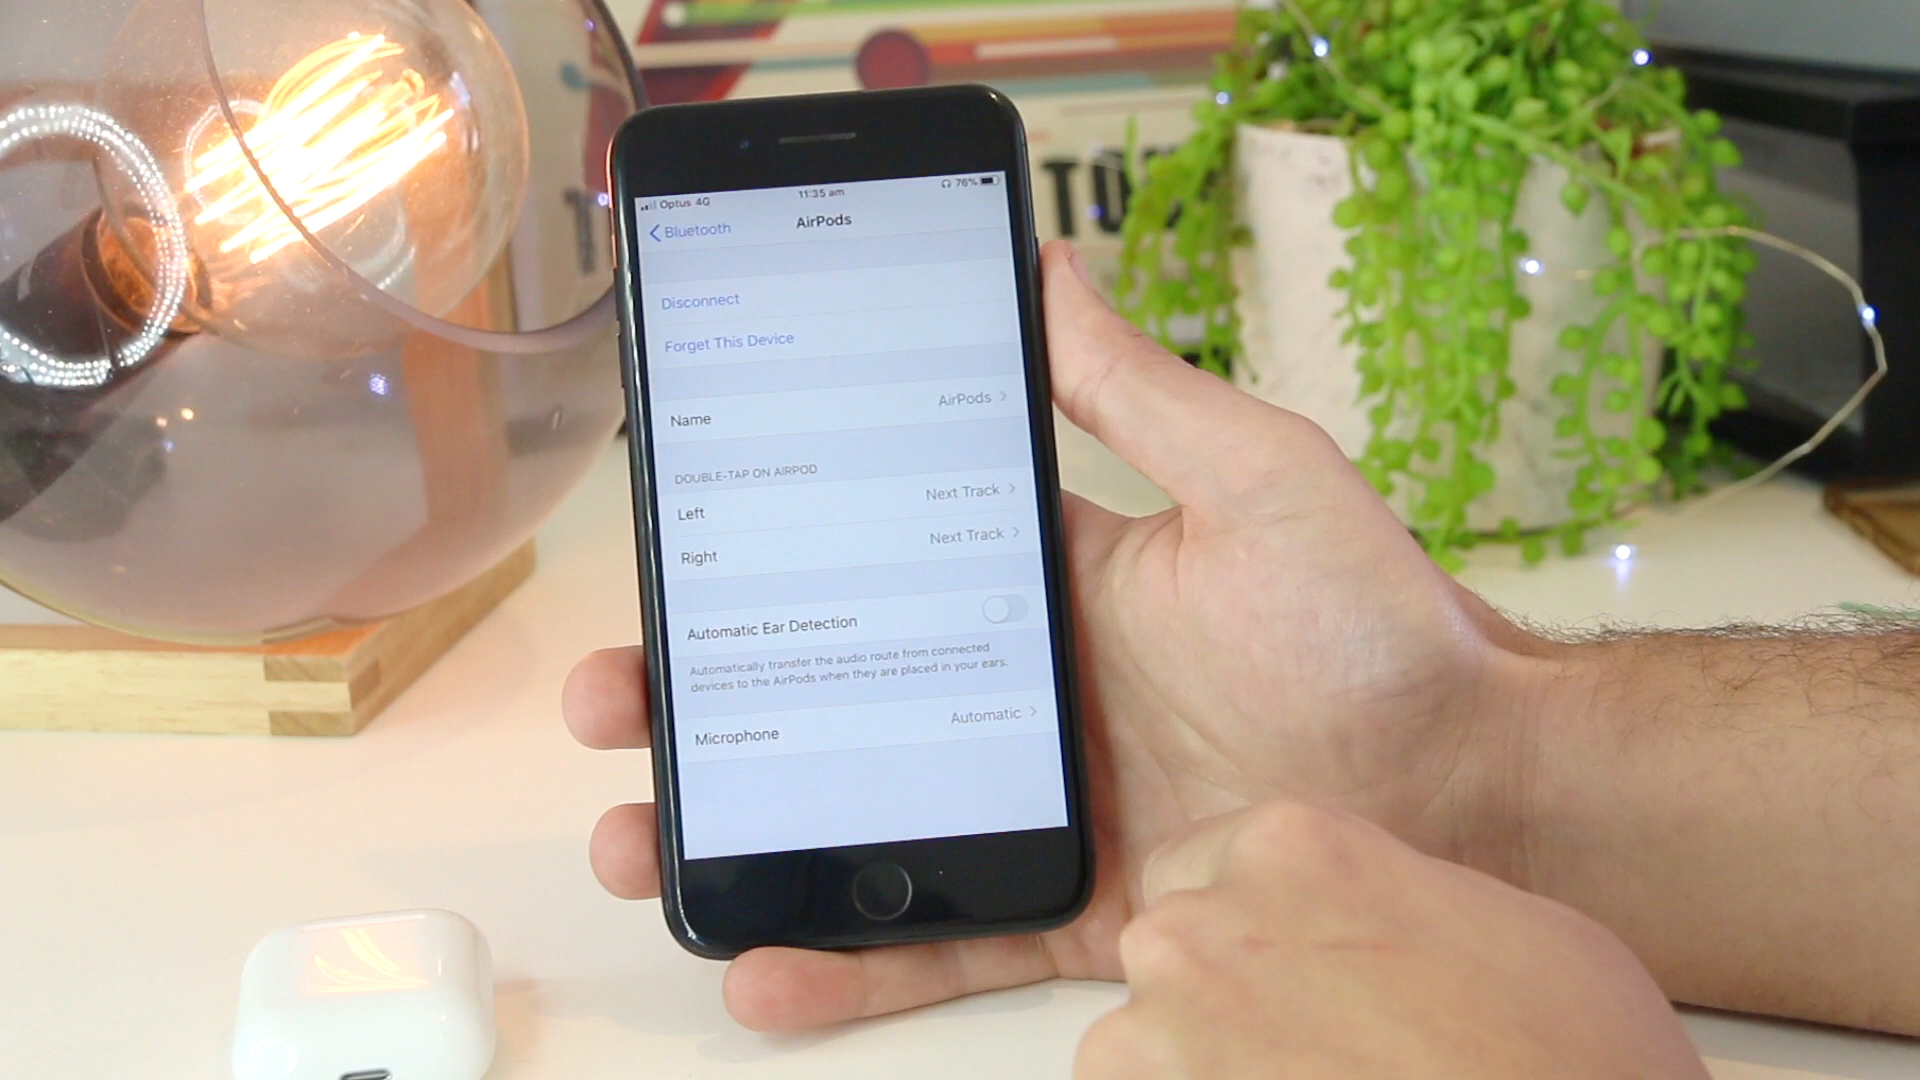 Optus 4G 11:35 am 76%
Bluetooth AirPods
Disconnect
Forget This Device
Name AirPods
DOUBLE-TAP ON AIRPOD
Left Next Track
Right Next Track
Automatic Ear Detection
Automatically transfer the audio route from connected
devices to the AirPods when they are placed in your ears.
Microphone Automatic